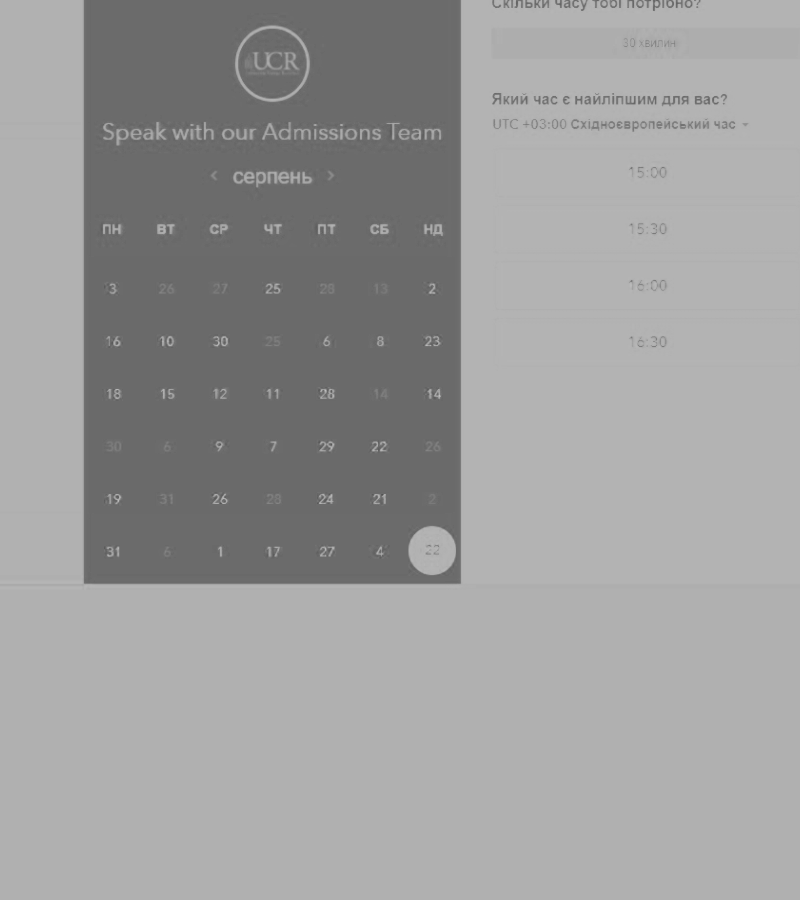 UCR
Speak with our Admissions Team
< серпень >
ПН ВТ СР ЧТ ПТ СБ НД
3 26 27 25 28 13 2
16 10 30 25 6 8 23
18 15 12 11 28 14 14
30 6 9 7 29 22 26
19 31 26 28 24 21 2
31 6 1 17 27 4 22
Скільки часу тобі потрібно?
30 хвилин
Який час є найліпшим для вас?
UTC +03:00 Східноєвропейський час
15:00
15:30
16:00
16:30